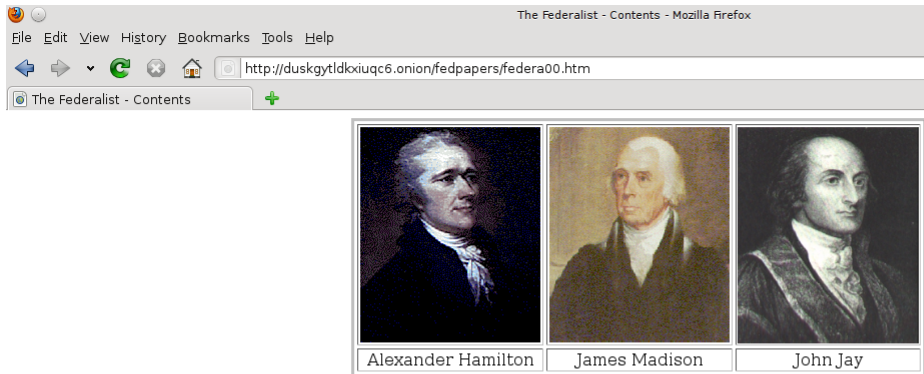 The Federalist - Contents - Mozilla Firefox
File Edit View History Bookmarks Tools Help
http://duskgytldkxiuqc6.onion/fedpapers/federa00.htm
The Federalist - Contents
Alexander Hamilton James Madison John Jay